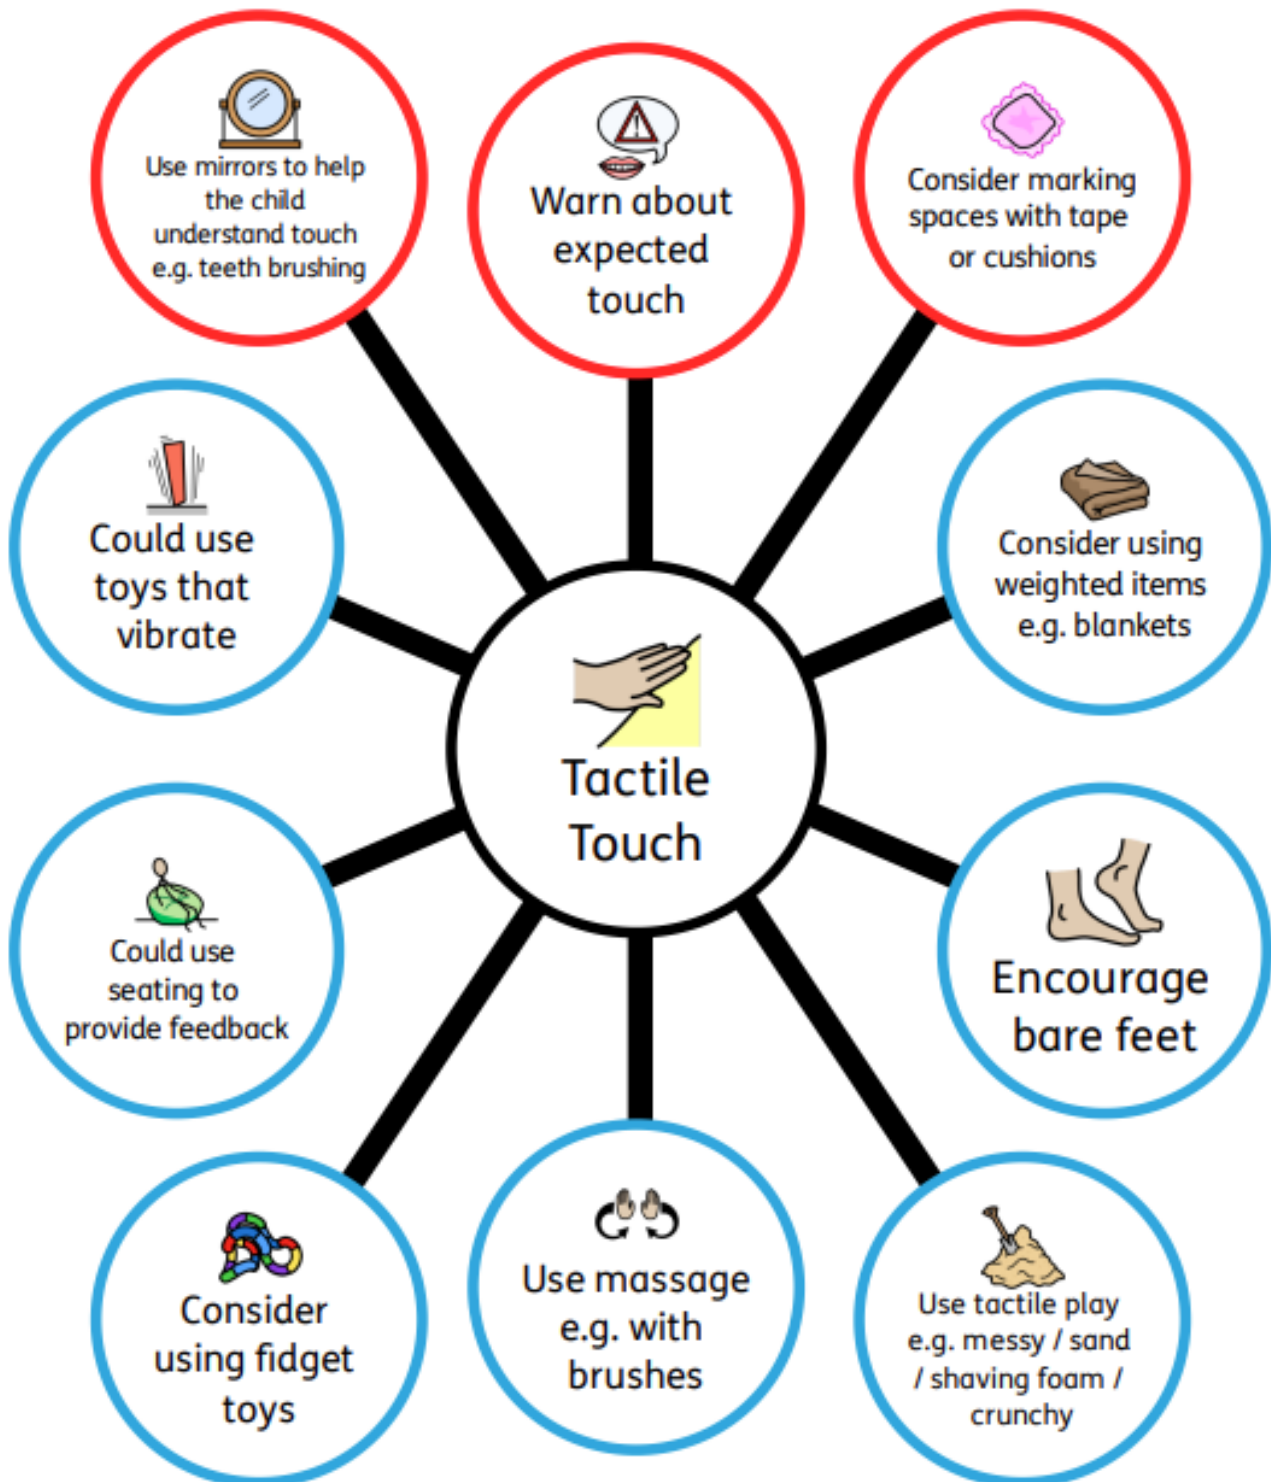 Use mirrors to help
the child
understand touch
e.g. teeth brushing
Warn about
expected
touch
Consider marking
spaces with tape
or cushions
Could use
toys that
vibrate
Consider using
weighted items
e.g. blankets
Tactile
Touch
Could use
seating to
provide feedback
Encourage
bare feet
Consider
using fidget
toys
Use massage
e.g. with
brushes
Use tactile play
e.g. messy / sand
/ shaving foam /
crunchy